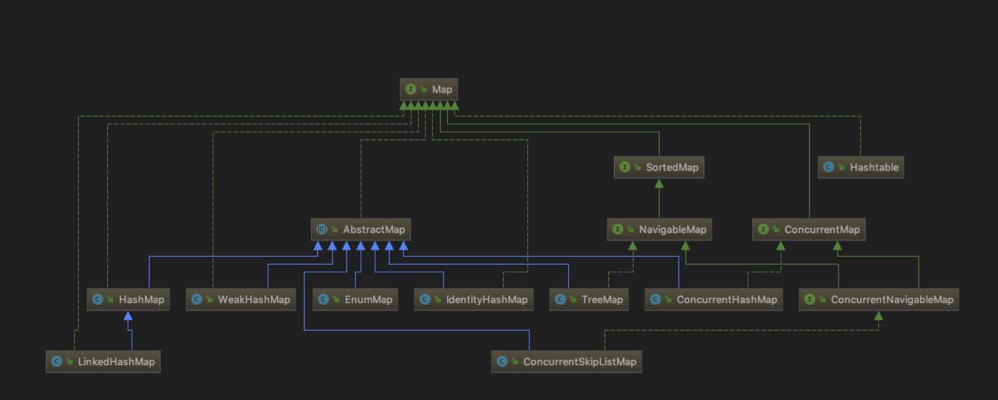 Map
SortedMap
Hashtable
AbstractMap
NavigableMap
ConcurrentMap
HashMap
WeakHashMap
EnumMap
IdentityHashMap
TreeMap
ConcurrentHashMap
ConcurrentNavigableMap
LinkedHashMap
ConcurrentSkipListMap